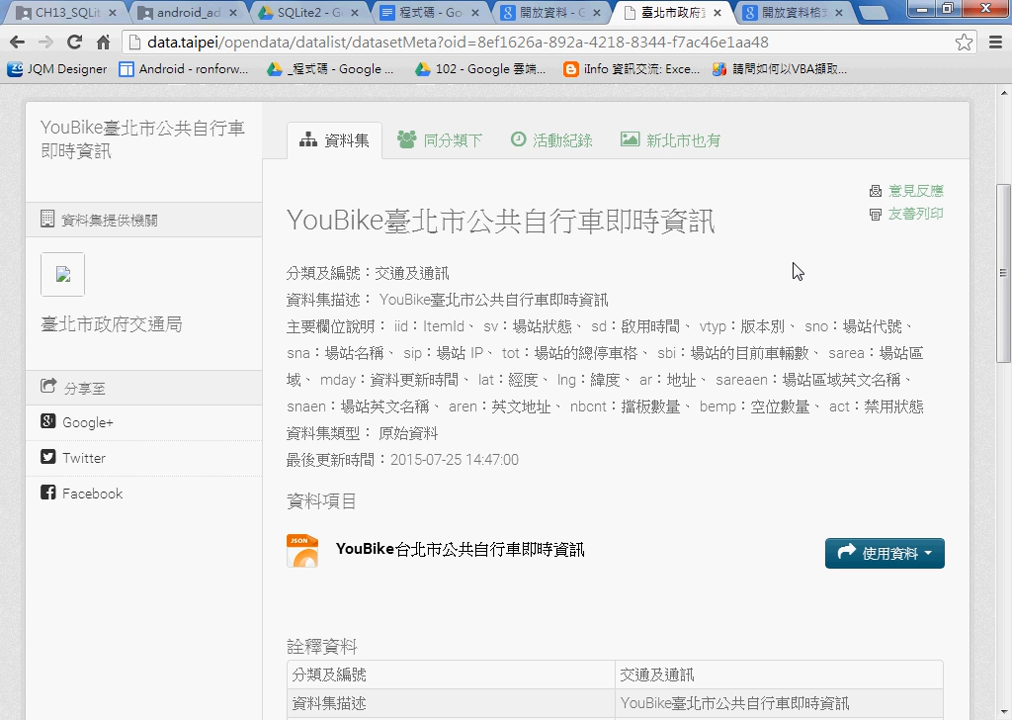 CH13_SQLit
android_ad
SQLite2 - G
程式碼 - Go
開放資料 - G
臺北市政府
開放資料格
data.taipei/opendata/datalist/datasetMeta?oid=8ef1626a-892a-4218-8344-f7ac46e1aa48
JQM Designer
Android - ronforw...
_程式碼 - Google ...
102 - Google 雲端...
iInfo 資訊交流: Exce...
請問如何以VBA擷取...
YouBike臺北市公共自行車
即時資訊
資料集提供機關
臺北市政府交通局
分享至
Google+
Twitter
Facebook
資料集
同分類下
活動紀錄
新北市也有
意見反應
友善列印
YouBike臺北市公共自行車即時資訊
分類及編號：交通及通訊
資料集描述： YouBike臺北市公共自行車即時資訊
主要欄位說明： iid：ItemId、 sv：場站狀態、 sd：啟用時間、 vtyp：版本別、 sno：場站代號、
sna：場站名稱、 sip：場站 IP、 tot：場站的總停車格、 sbi：場站的目前車輛數、 sarea：場站區
域、 mday：資料更新時間、 lat：經度、 lng：緯度、 ar：地址、 sareaen：場站區域英文名稱、
snaen：場站英文名稱、 aren：英文地址、 nbcnt：擋板數量、 bemp：空位數量、 act：禁用狀態
資料集類型： 原始資料
最後更新時間：2015-07-25 14:47:00
資料項目
JSON
YouBike台北市公共自行車即時資訊
使用資料
詮釋資料
分類及編號 交通及通訊
資料集描述 YouBike臺北市公共自行車即時資訊